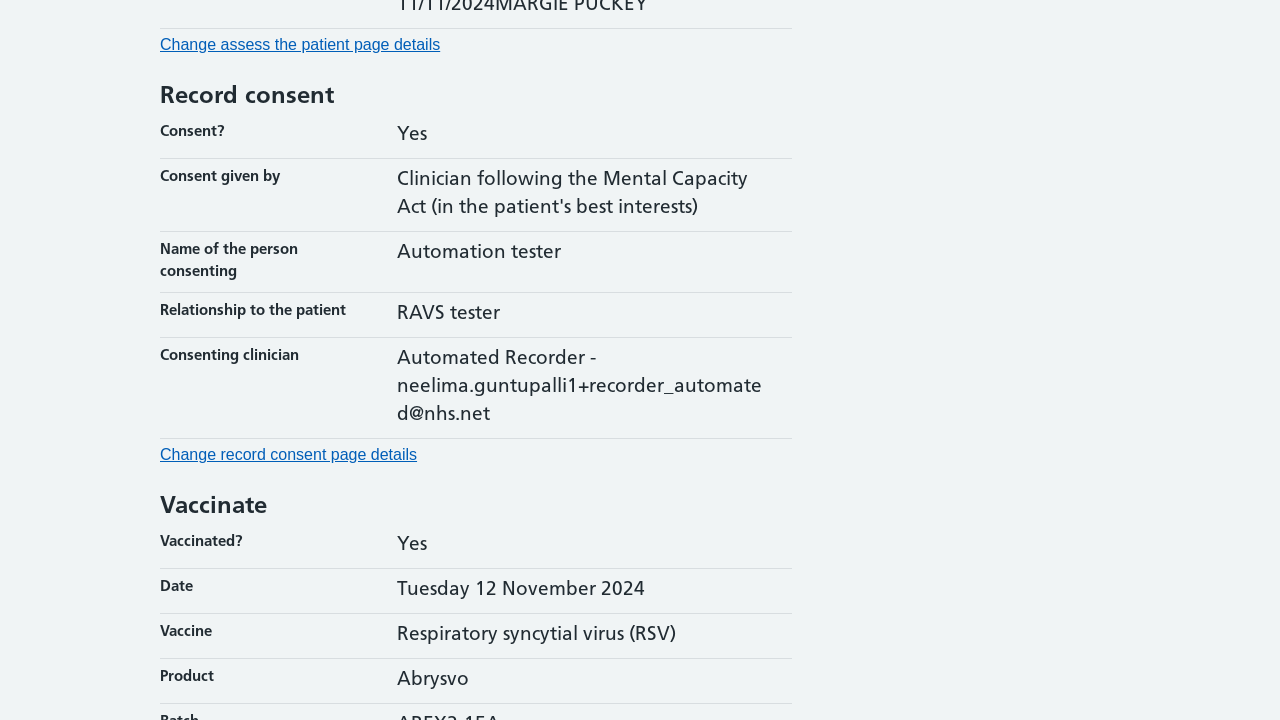 11/11/2024MARGIE PUCKEY
Change assess the patient page details
Record consent
Consent? Yes
Consent given by Clinician following the Mental Capacity
Act (in the patient's best interests)
Name of the person
consenting
Automation tester
Relationship to the patient RAVS tester
Consenting clinician Automated Recorder -
neelima.guntupalli1+recorder_automate
d@nhs.net
Change record consent page details
Vaccinate
Vaccinated? Yes
Date Tuesday 12 November 2024
Vaccine Respiratory syncytial virus (RSV)
Product Abrysvo
Batch